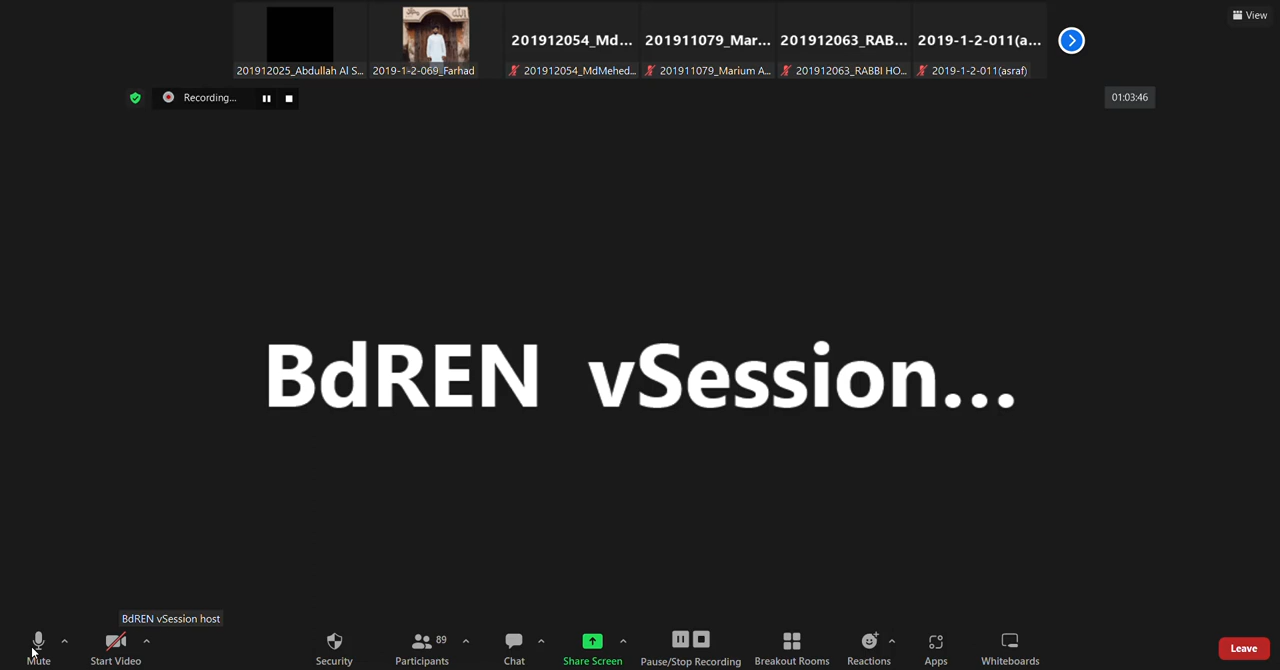 View
201912054_Md... 201911079_Mar... 201912063_RAB... 2019-1-2-011(a...
201912025_Abdullah Al S... 2019-1-2-069_Farhad 201912054_MdMehed... 201911079_Marium A... 201912063_RABBI HO... 2019-1-2-011(asraf)
Recording... 01:03:46
BdREN vSession...
BdREN vSession host
89
Mute Start Video Security Participants Chat Share Screen Pause/Stop Recording Breakout Rooms Reactions Apps Whiteboards Leave